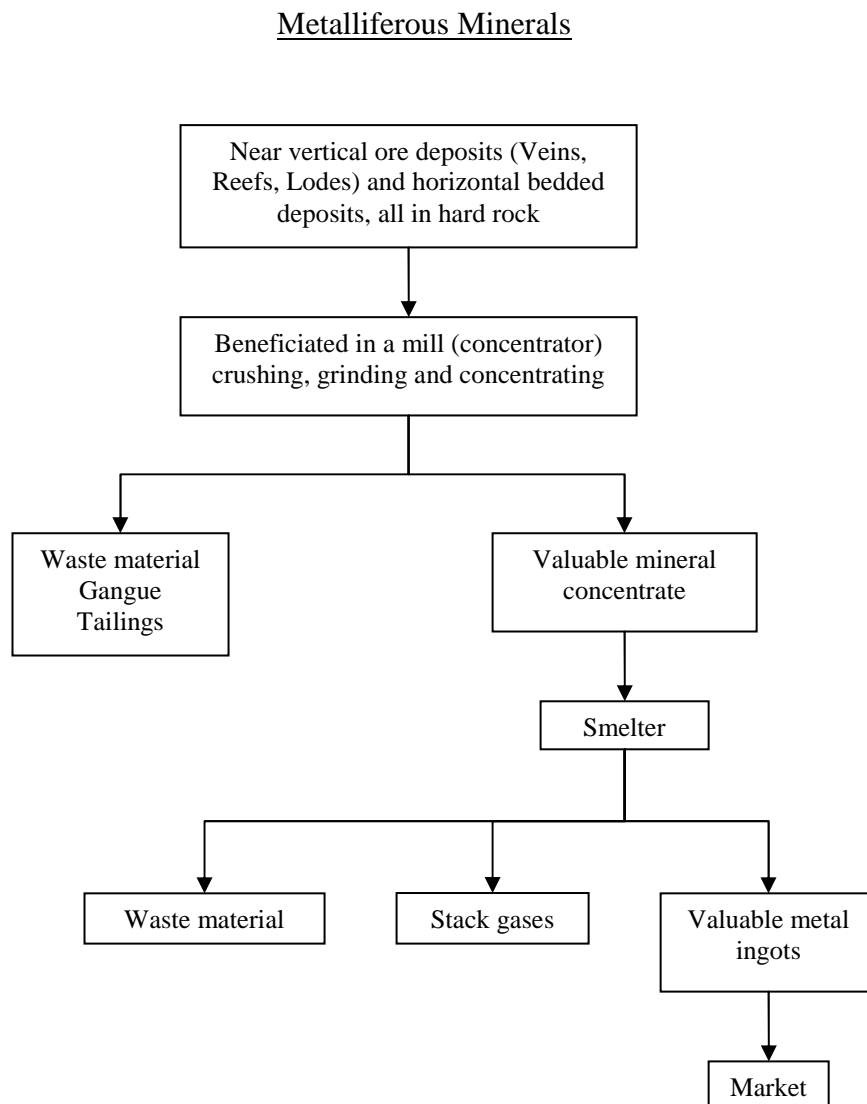 Metalliferous Minerals
Near vertical ore deposits (Veins,
Reefs, Lodes) and horizontal bedded
deposits, all in hard rock
Beneficiated in a mill (concentrator)
crushing, grinding and concentrating
Waste material
Gangue
Tailings
Valuable mineral
concentrate
Smelter
Waste material
Stack gases
Valuable metal
ingots
Market